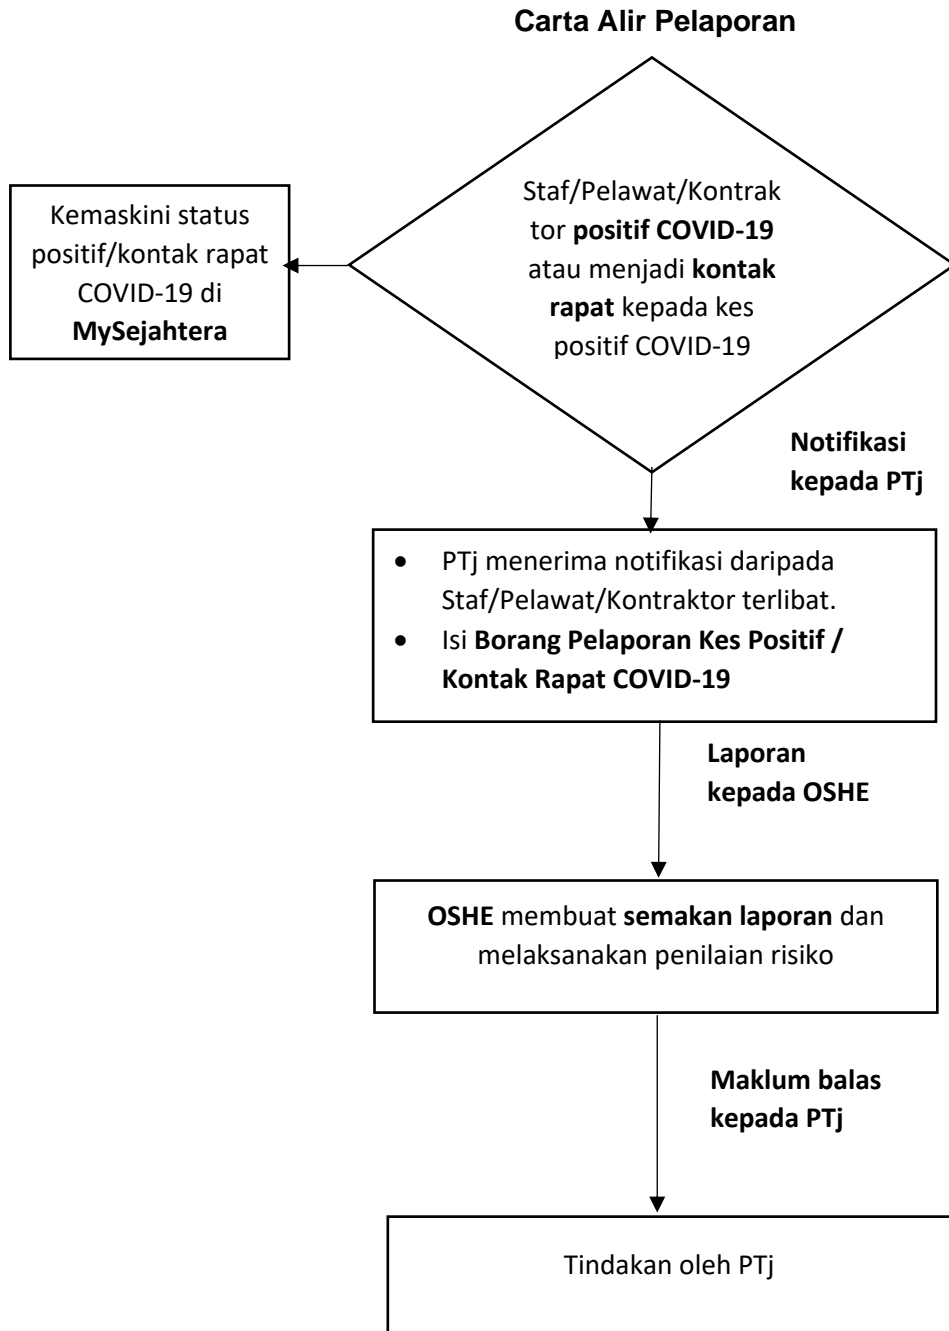 Carta Alir Pelaporan
Staf/Pelawat/Kontrak
tor positif COVID-19
atau menjadi kontak
rapat kepada kes
positif COVID-19
Kemaskini status
positif/kontak rapat
COVID-19 di
MySejahtera
Notifikasi
kepada PTj
• PTj menerima notifikasi daripada
Staf/Pelawat/Kontraktor terlibat.
• Isi Borang Pelaporan Kes Positif /
Kontak Rapat COVID-19
Laporan
kepada OSHE
OSHE membuat semakan laporan dan
melaksanakan penilaian risiko
Maklum balas
kepada PTj
Tindakan oleh PTj